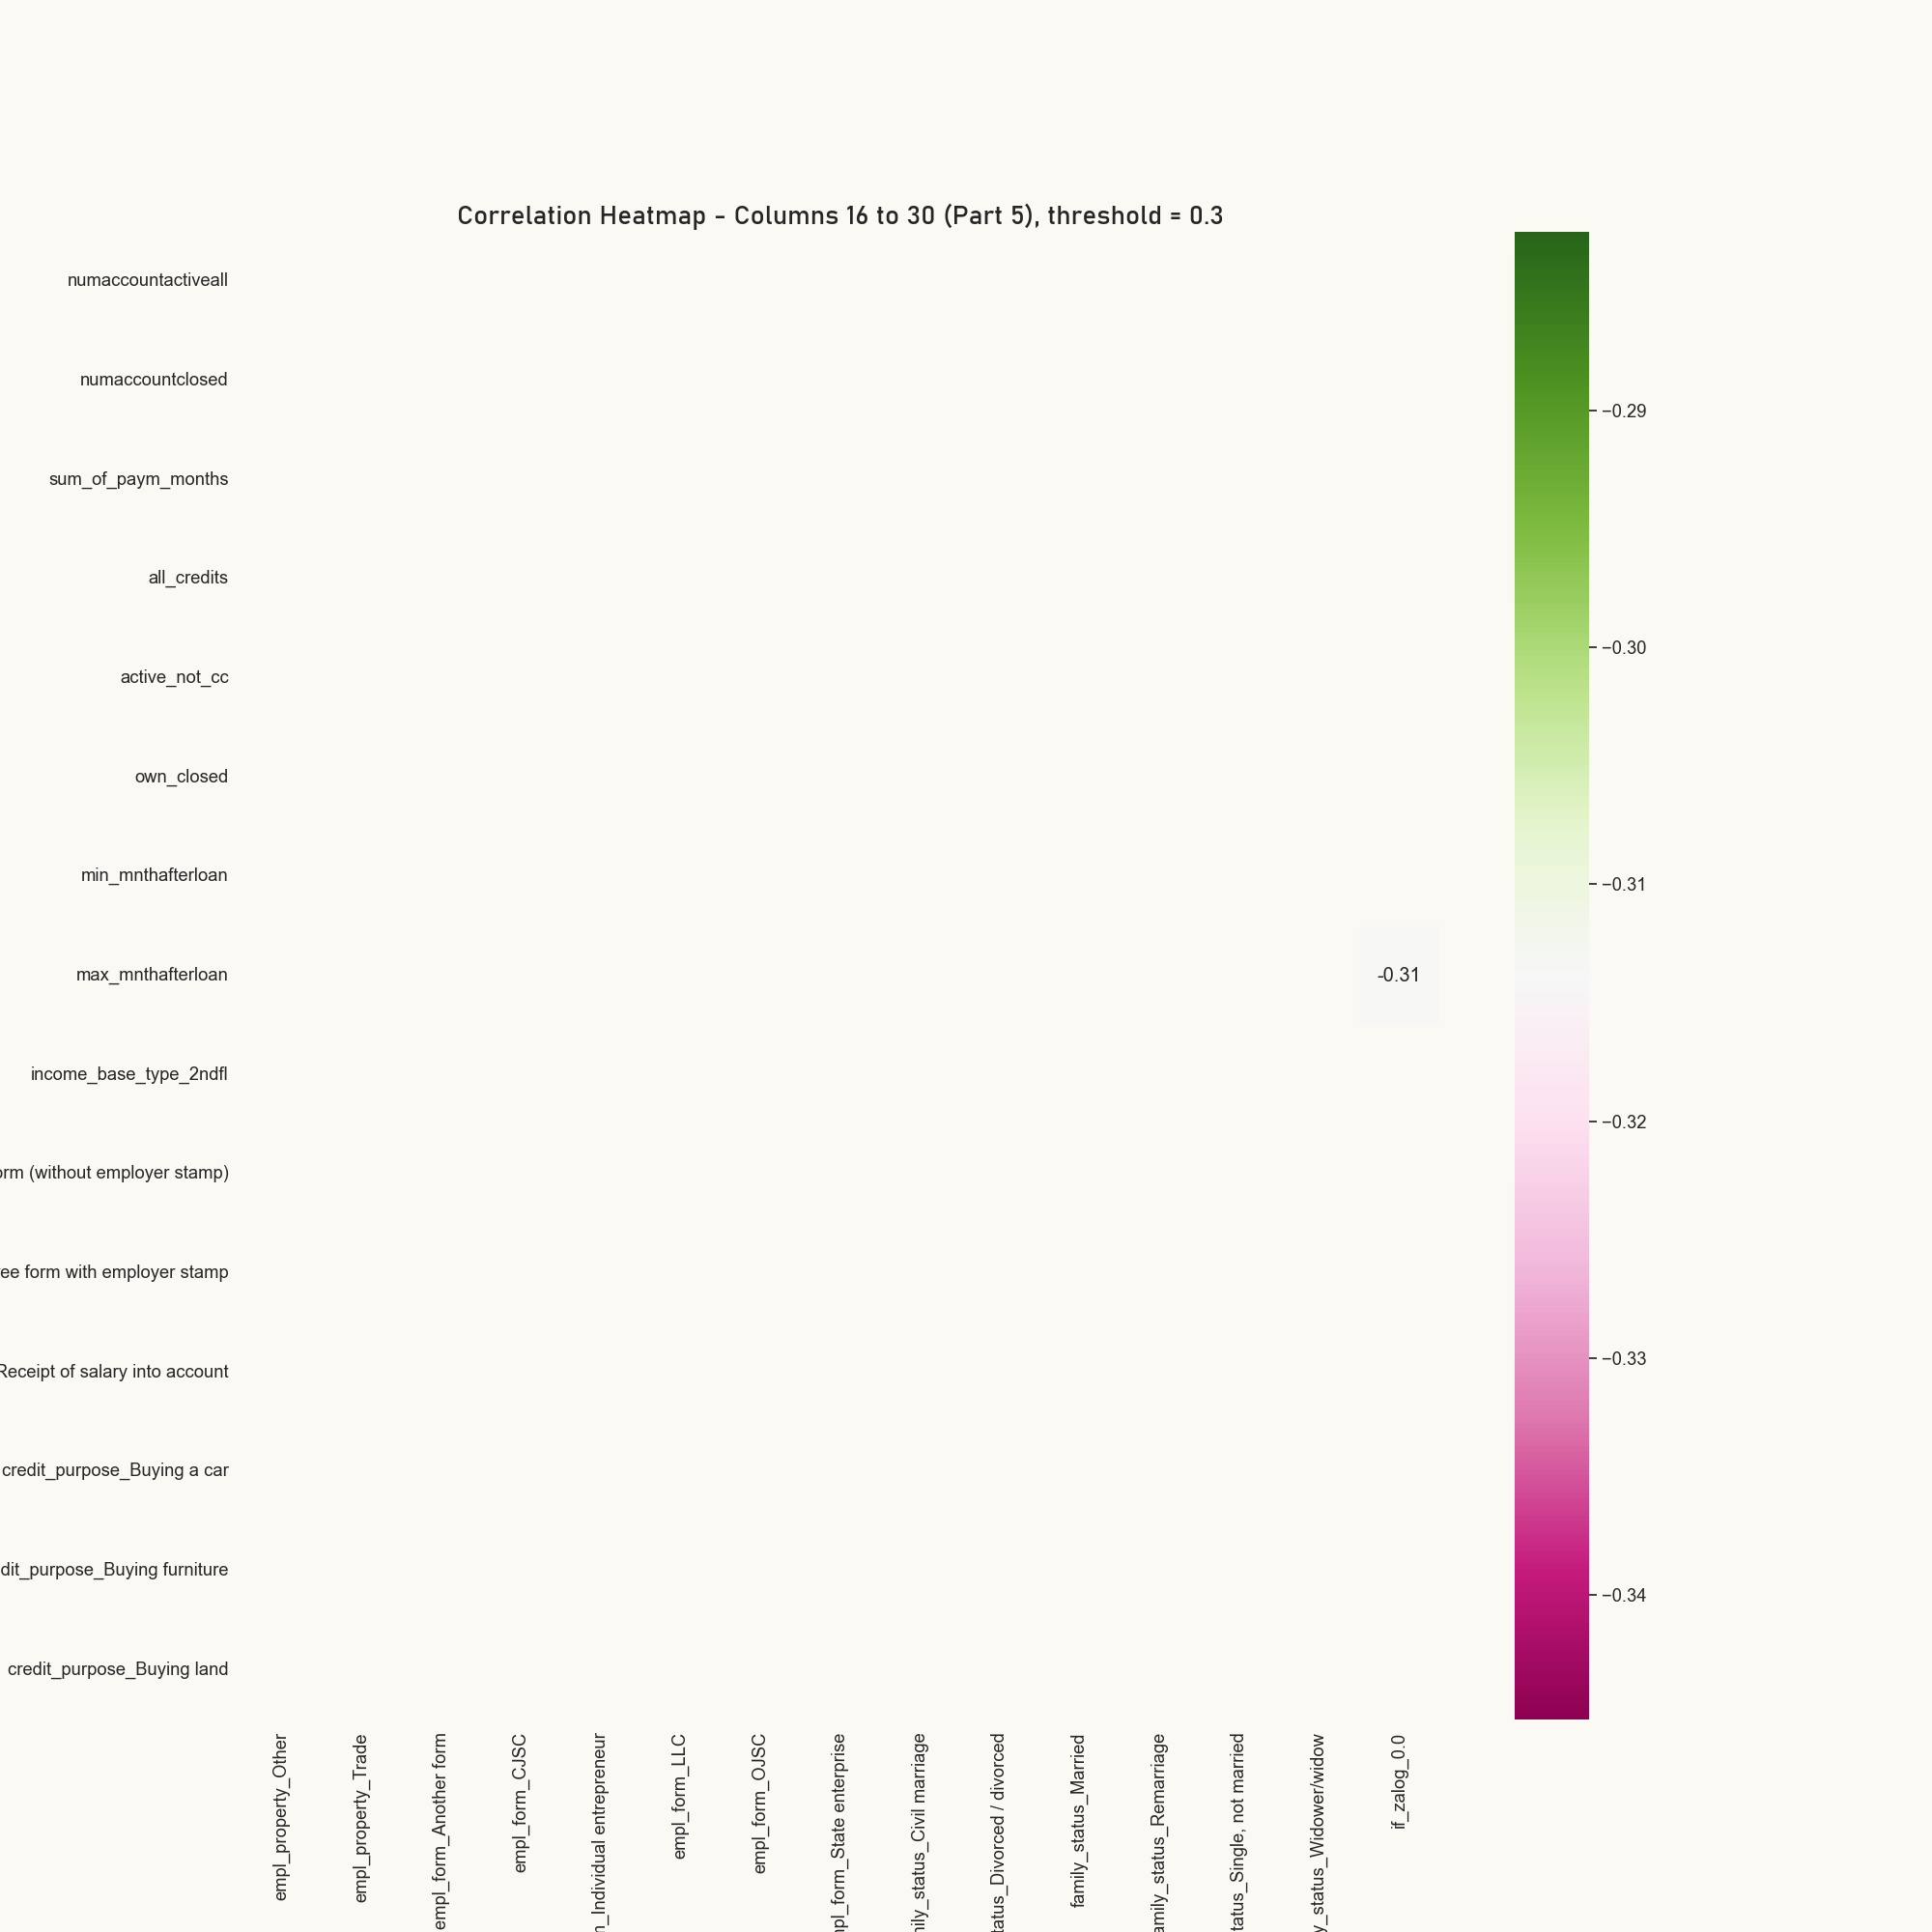 Correlation Heatmap - Columns 16 to 30 (Part 5), threshold = 0.3
numaccountactiveall
numaccountclosed
sum_of_paym_months
all_credits
active_not_cc
own_closed
min_mnthafterloan
max_mnthafterloan
income_base_type_2ndfl
orm (without employer stamp)
ee form with employer stamp
Receipt of salary into account
credit_purpose_Buying a car
dit_purpose_Buying furniture
credit_purpose_Buying land
-0.31
−0.29
−0.30
−0.31
−0.32
−0.33
−0.34
empl_property_Other
empl_property_Trade
empl_form_Another form
empl_form_CJSC
n_Individual entrepreneur
empl_form_LLC
empl_form_OJSC
npl_form_State enterprise
nily_status_Civil marriage
tatus_Divorced / divorced
family_status_Married
amily_status_Remarriage
tatus_Single, not married
y_status_Widower/widow
if_zalog_0.0